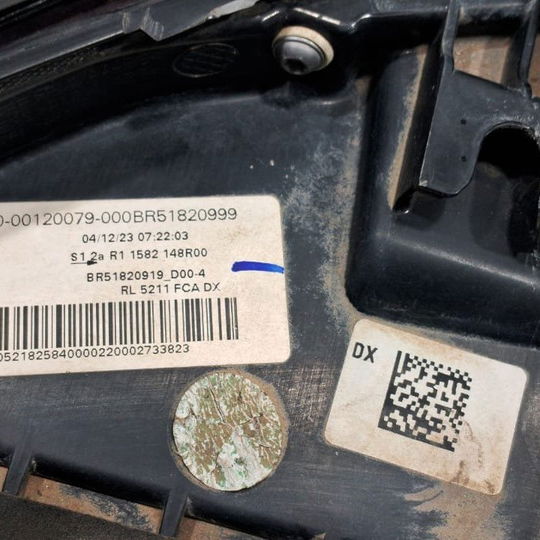 0-00120079-000BR51820999
04/12/23 07:22:03
S1 2a R1 1582 148R00
BR51820919_D00-4
RL 5211 FCA DX
0521825840000220002733823
DX